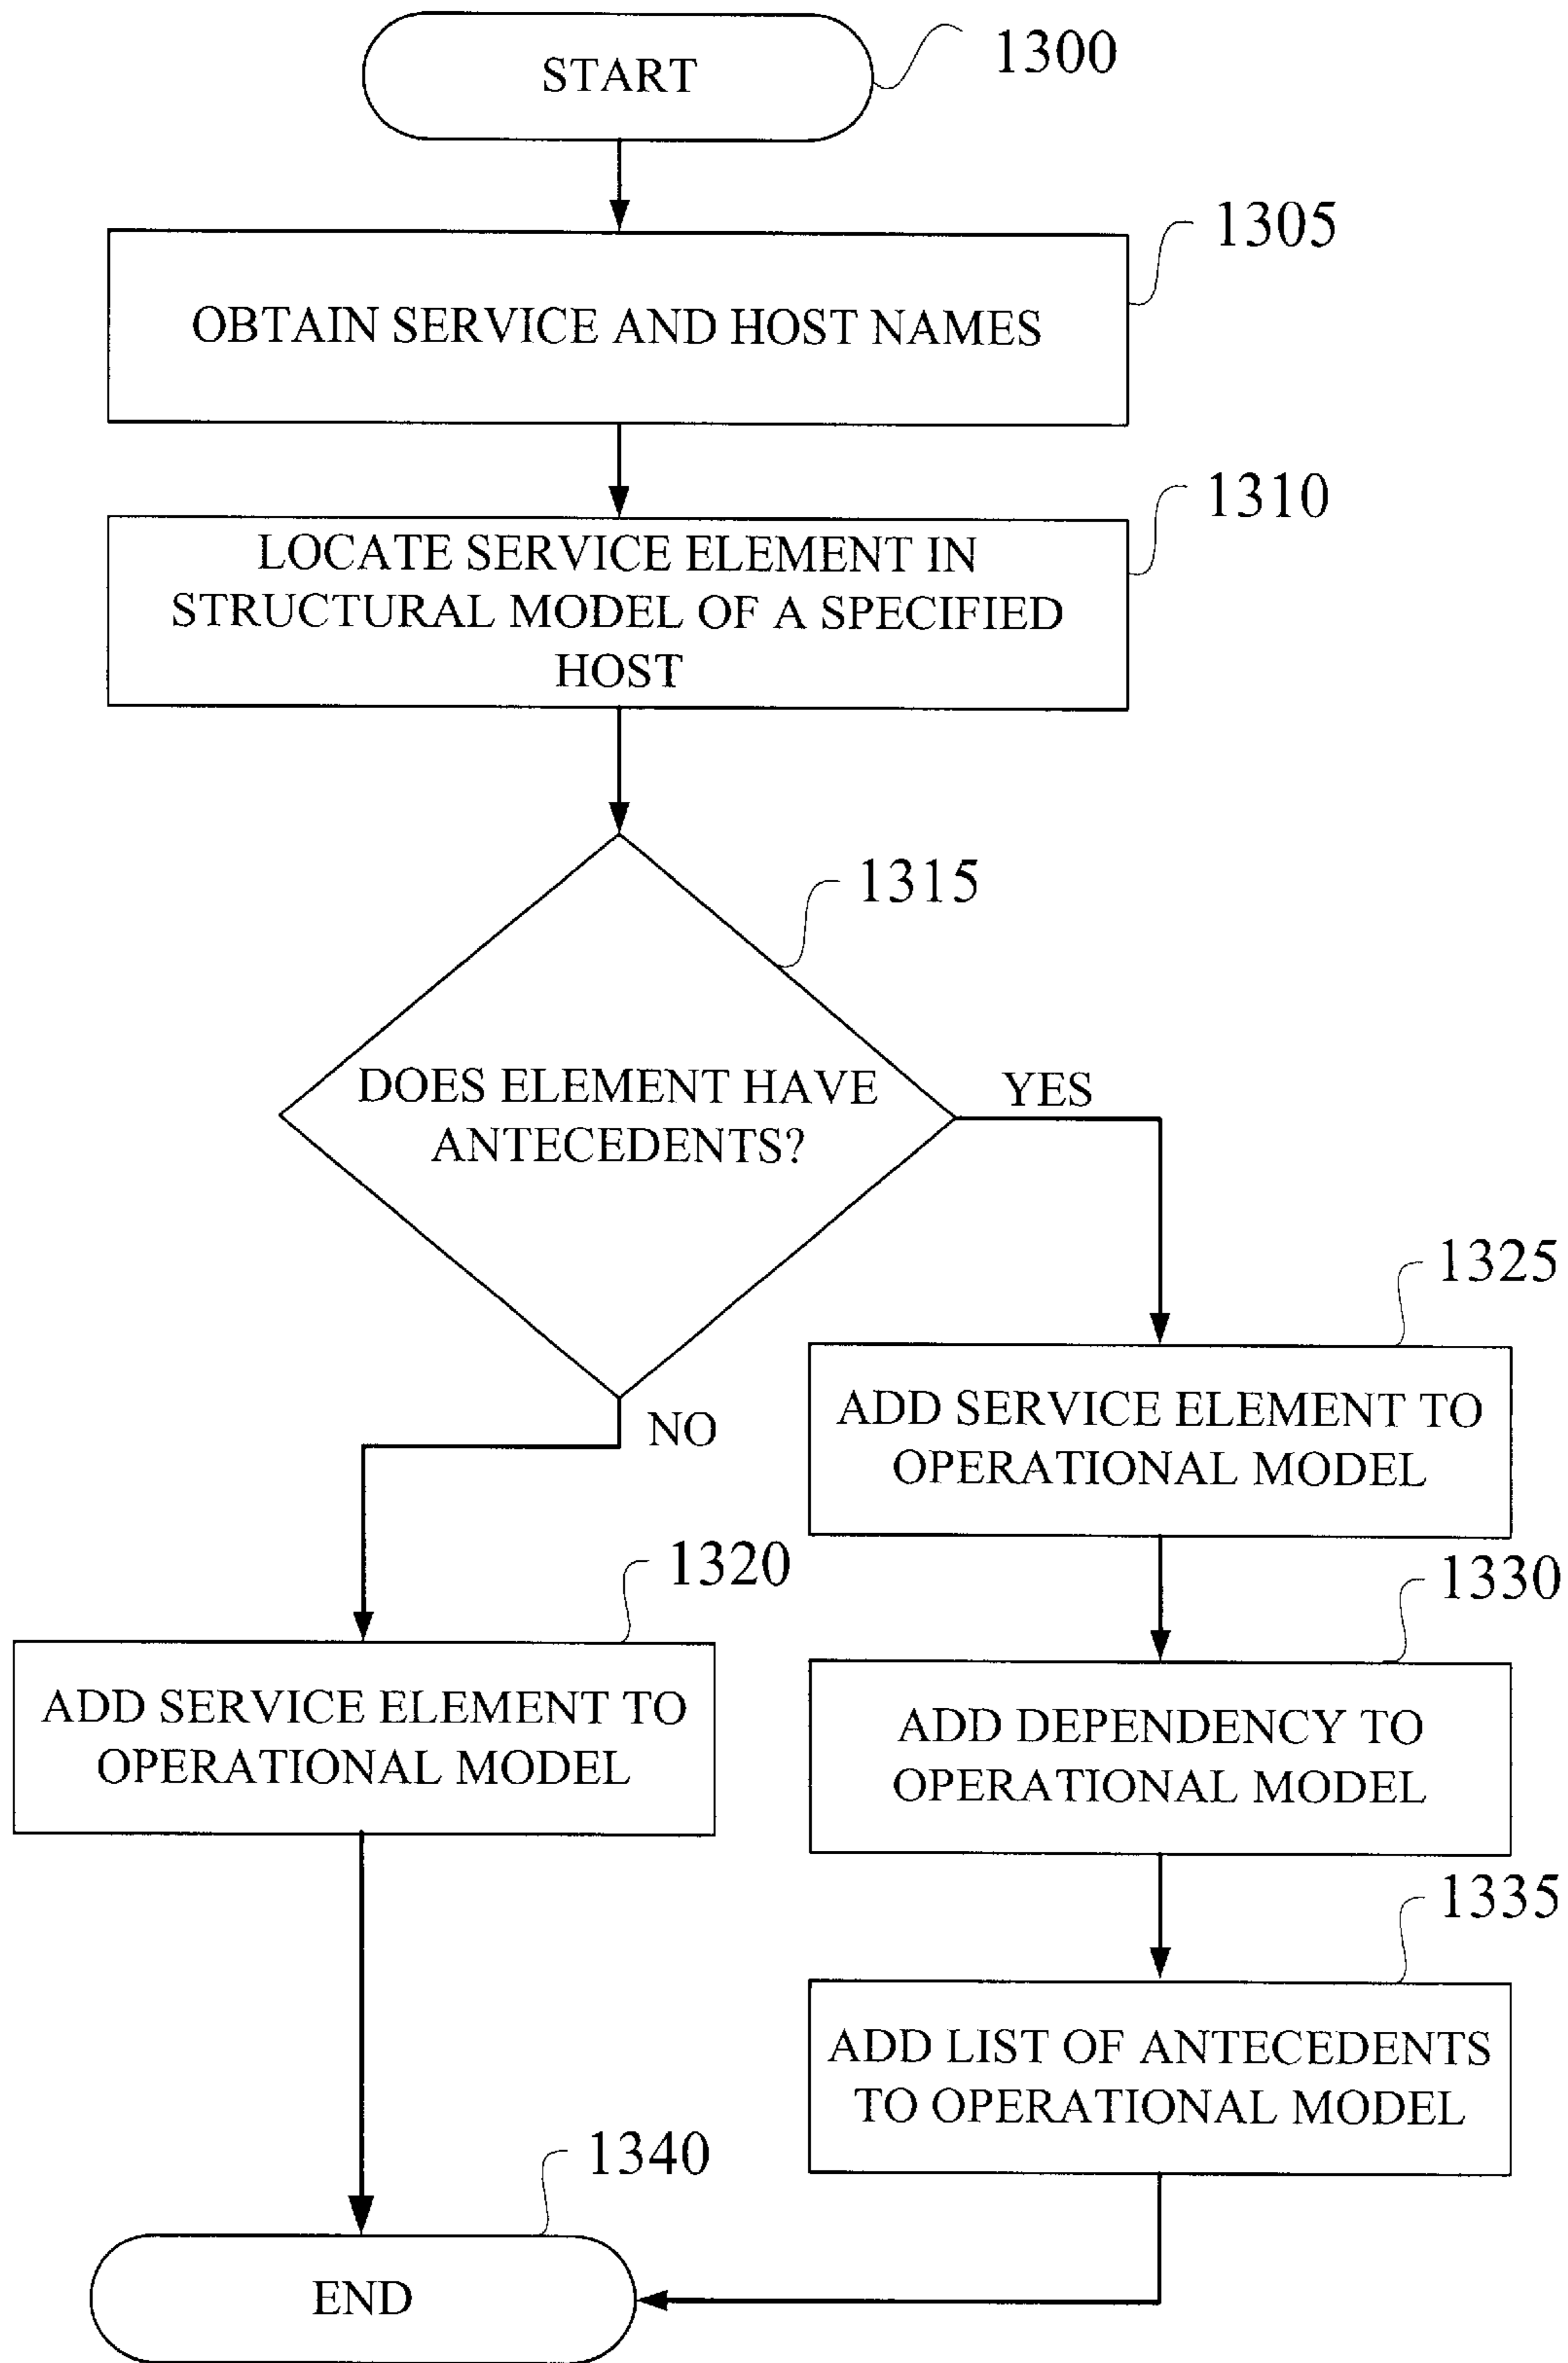 START
1300
1305
OBTAIN SERVICE AND HOST NAMES
1310
LOCATE SERVICE ELEMENT IN
STRUCTURAL MODEL OF A SPECIFIED
HOST
1315
DOES ELEMENT HAVE
ANTECEDENTS?
YES
NO
1325
ADD SERVICE ELEMENT TO
OPERATIONAL MODEL
1320
ADD SERVICE ELEMENT TO
OPERATIONAL MODEL
1330
ADD DEPENDENCY TO
OPERATIONAL MODEL
1335
ADD LIST OF ANTECEDENTS
TO OPERATIONAL MODEL
1340
END